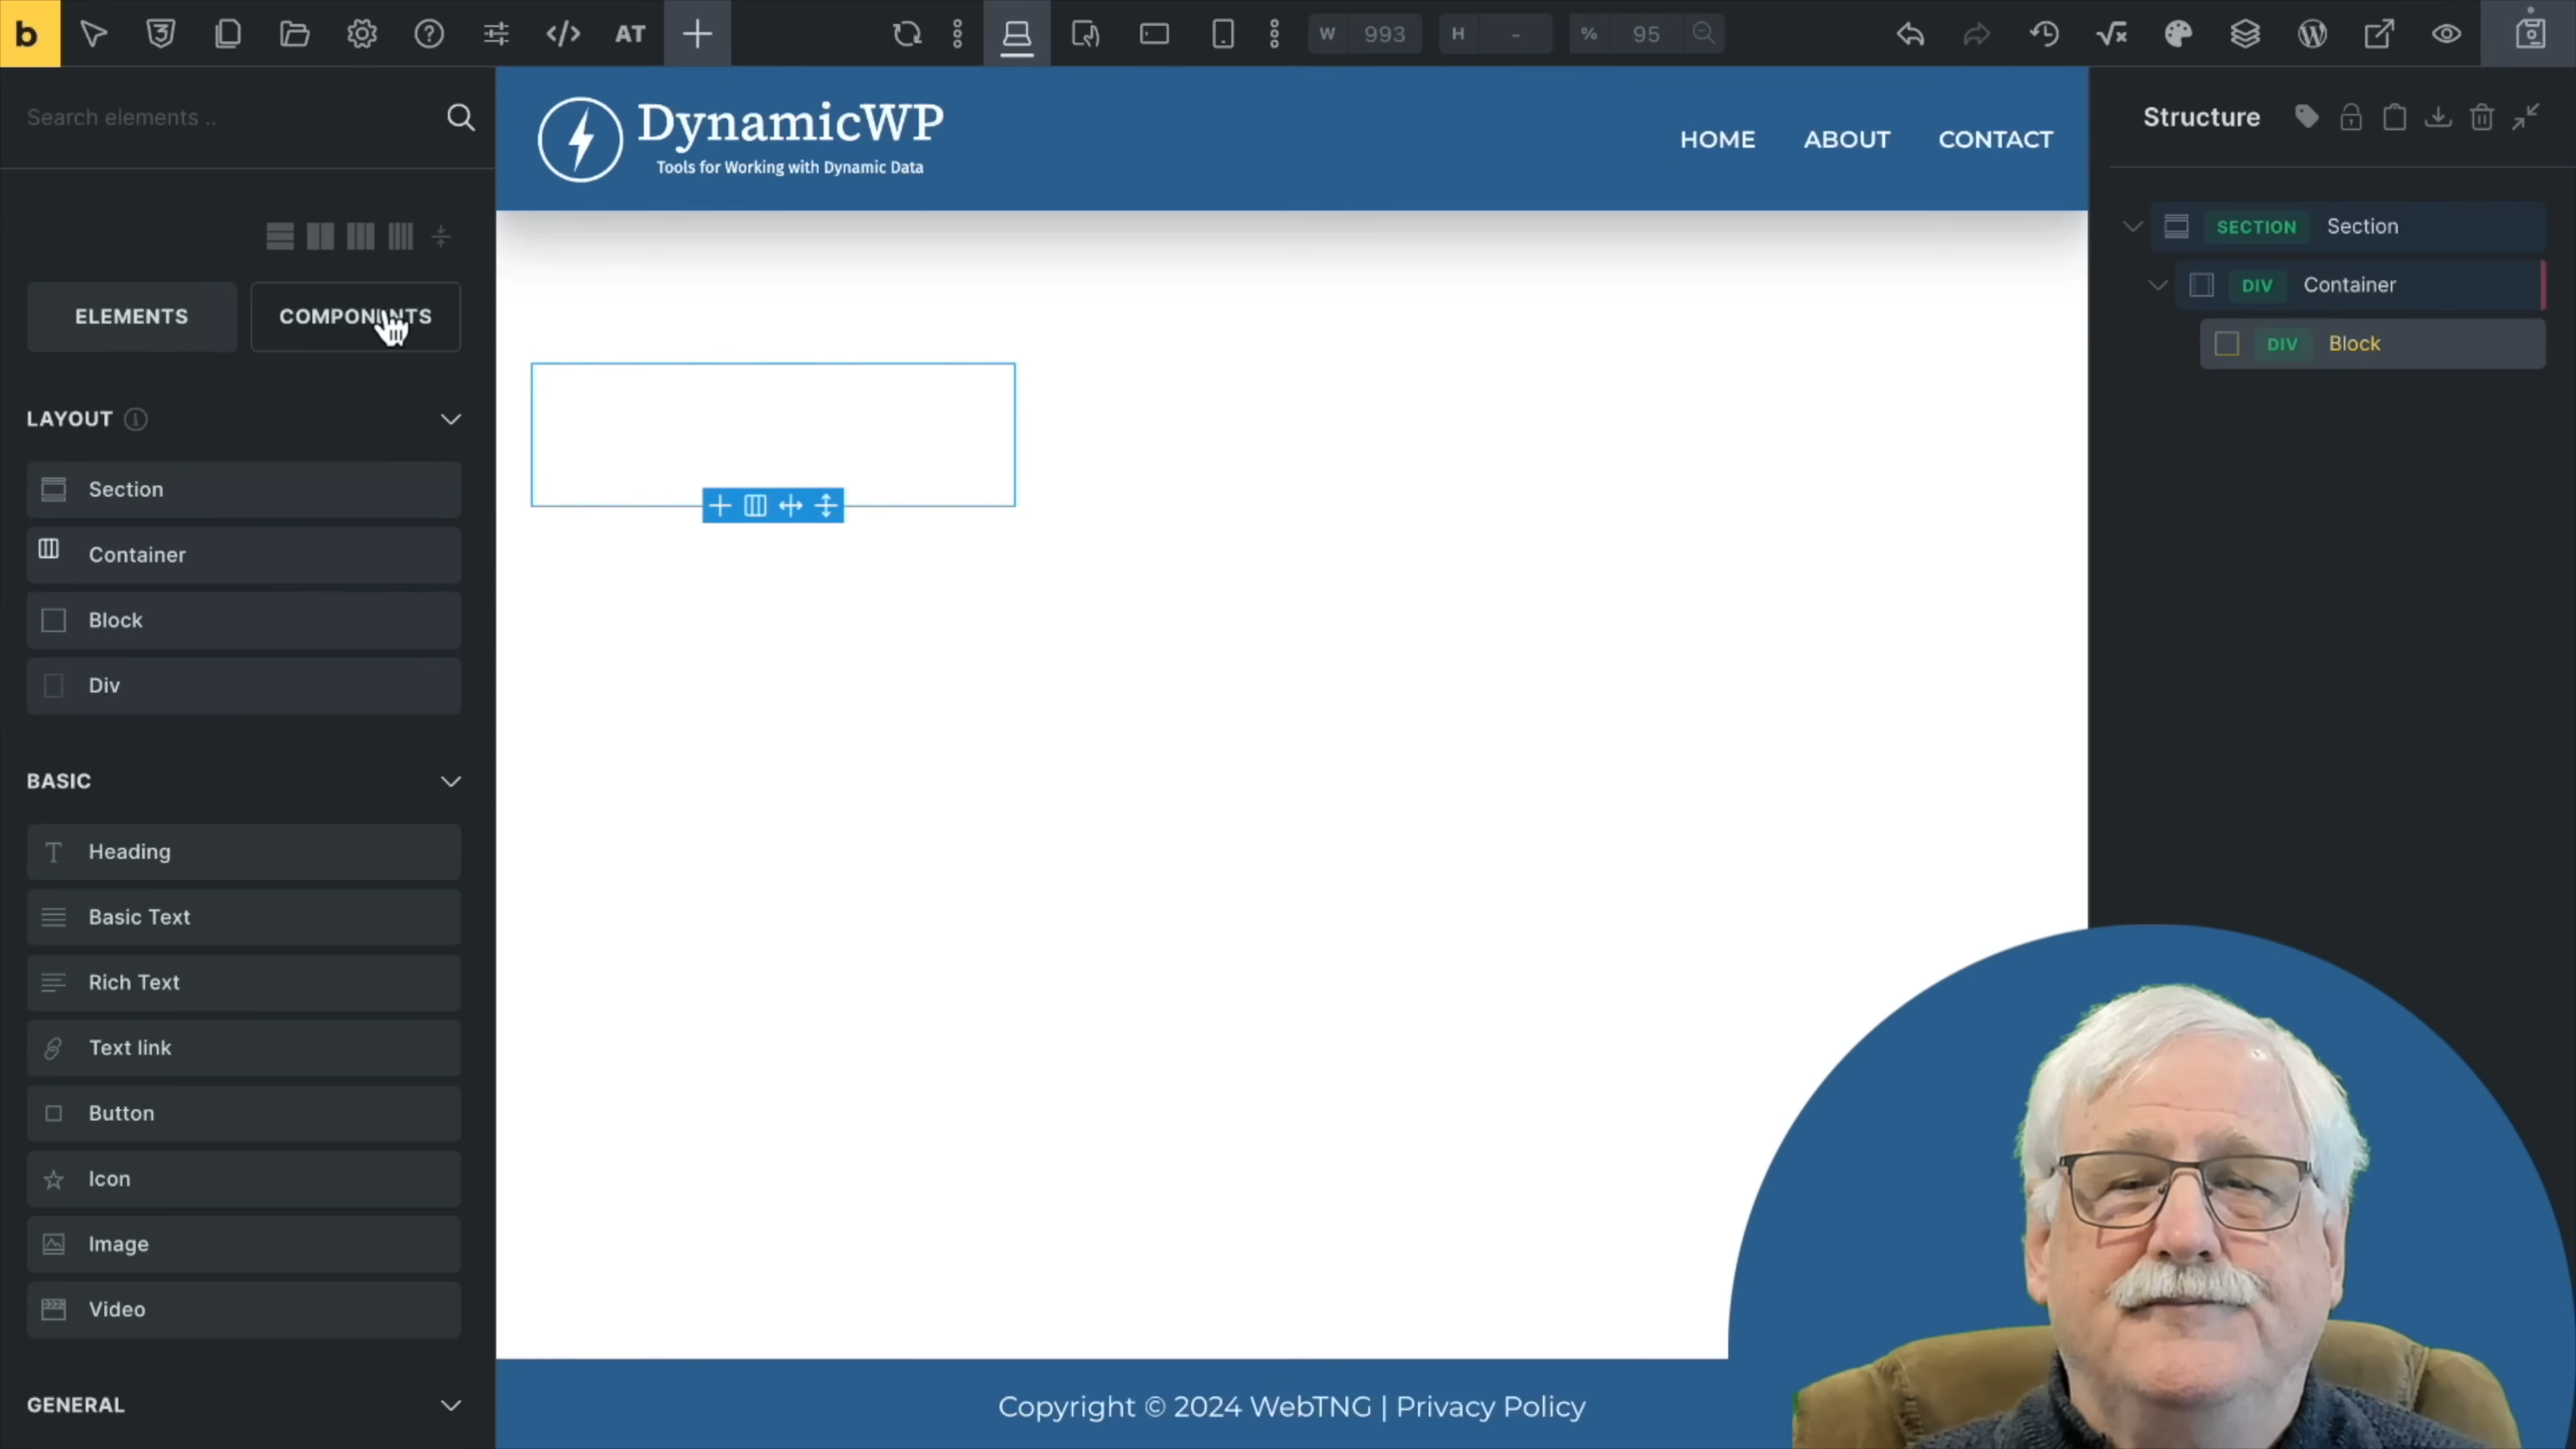 b
AT
W 993
H -
% 95
Search elements ..
ELEMENTS
COMPONENTS
LAYOUT
Section
Container
Block
Div
BASIC
Heading
Basic Text
Rich Text
Text link
Button
Icon
Image
Video
GENERAL
DynamicWP
Tools for Working with Dynamic Data
HOME
ABOUT
CONTACT
Copyright © 2024 WebTNG | Privacy Policy
Structure
SECTION Section
DIV Container
DIV Block